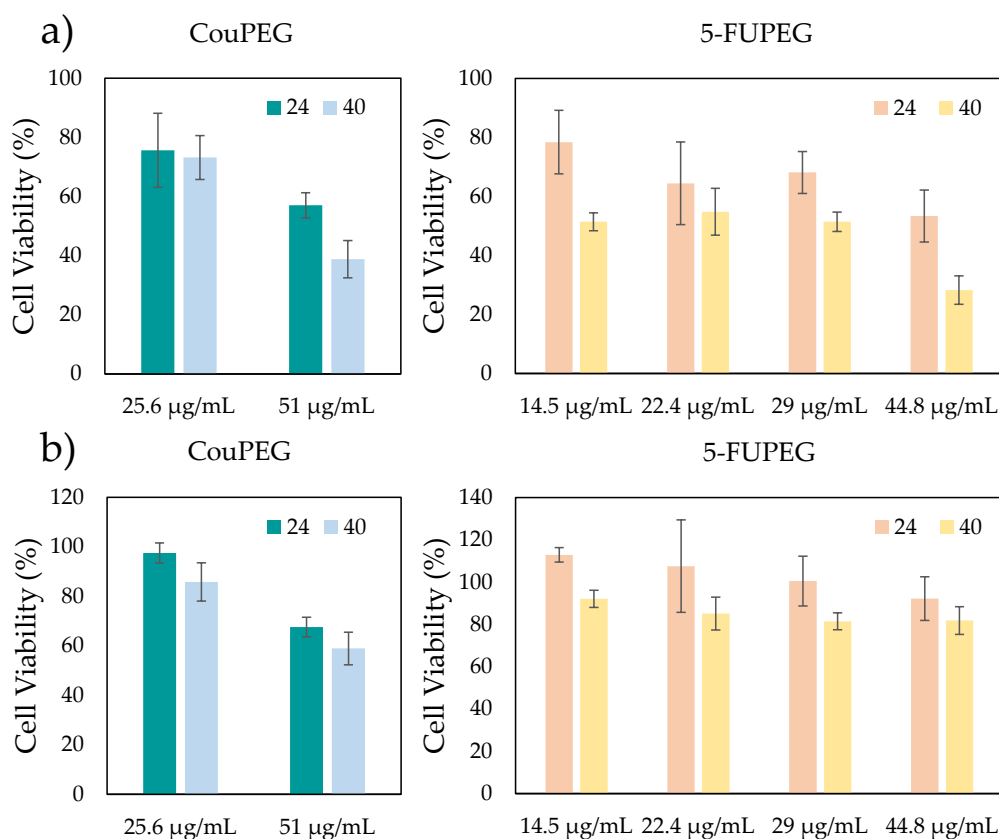 a)
CouPEG
Cell Viability (%)
100
80
60
40
20
0
24 40
25.6 µg/mL 51 µg/mL
5-FUPEG
Cell Viability (%)
100
80
60
40
20
0
24 40
14.5 µg/mL 22.4 µg/mL 29 µg/mL 44.8 µg/mL
b)
CouPEG
Cell Viability (%)
120
100
80
60
40
20
0
24 40
25.6 µg/mL 51 µg/mL
5-FUPEG
Cell Viability (%)
140
120
100
80
60
40
20
0
24 40
14.5 µg/mL 22.4 µg/mL 29 µg/mL 44.8 µg/mL